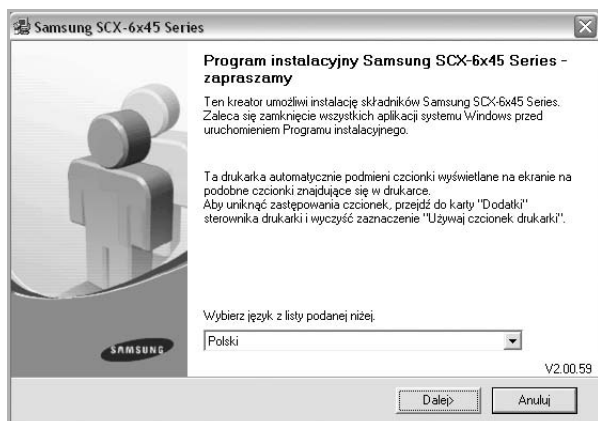 Samsung SCX-6x45 Series
Program instalacyjny Samsung SCX-6x45 Series -
zapraszamy
Ten kreator umożliwi instalację składników Samsung SCX-6x45 Series.
Zaleca się zamknięcie wszystkich aplikacji systemu Windows przed
uruchomieniem Programu instalacyjnego.
Ta drukarka automatycznie podmieni czcionki wyświetlane na ekranie na
podobne czcionki znajdujące się w drukarce.
Aby uniknąć zastępowania czcionek, przejdź do karty "Dodatki"
sterownika drukarki i wyczyść zaznaczenie "Używaj czcionek drukarki".
Wybierz język z listy podanej niżej.
Polski
SAMSUNG
V2.00.59
Dalej>
Anuluj